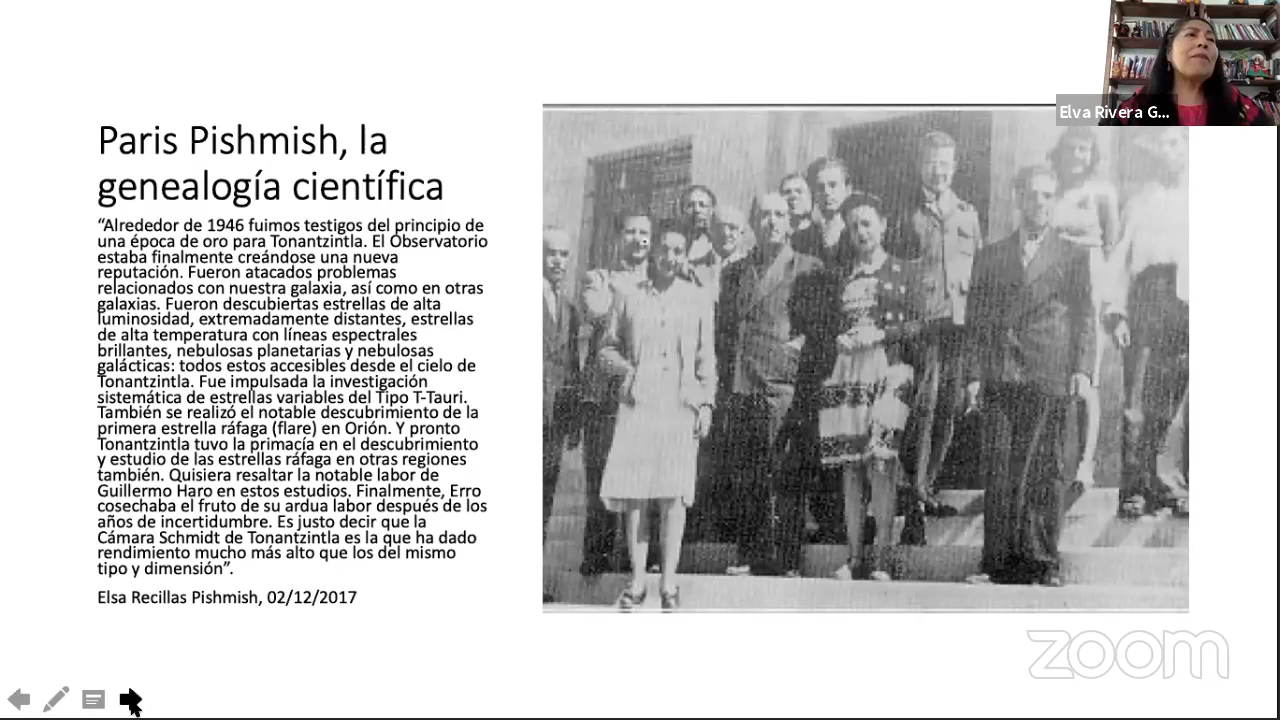 Elva Rivera G...
Paris Pishmish, la
genealogía científica
“Alrededor de 1946 fuimos testigos del principio de
una época de oro para Tonantzintla. El Observatorio
estaba finalmente creándose una nueva
reputación. Fueron atacados problemas
relacionados con nuestra galaxia, así como en otras
galaxias. Fueron descubiertas estrellas de alta
luminosidad, extremadamente distantes, estrellas
de alta temperatura con líneas espectrales
brillantes, nebulosas planetarias y nebulosas
galácticas: todos estos accesibles desde el cielo de
Tonantzintla. Fue impulsada la investigación
sistemática de estrellas variables del Tipo T-Tauri.
También se realizó el notable descubrimiento de la
primera estrella ráfaga (flare) en Orión. Y pronto
Tonantzintla tuvo la primacía en el descubrimiento
y estudio de las estrellas ráfaga en otras regiones
también. Quisiera resaltar la notable labor de
Guillermo Haro en estos estudios. Finalmente, Erro
cosechaba el fruto de su ardua labor después de los
años de incertidumbre. Es justo decir que la
Cámara Schmidt de Tonantzintla es la que ha dado
rendimiento mucho más alto que los del mismo
tipo y dimensión”.
Elsa Recillas Pishmish, 02/12/2017
zoom